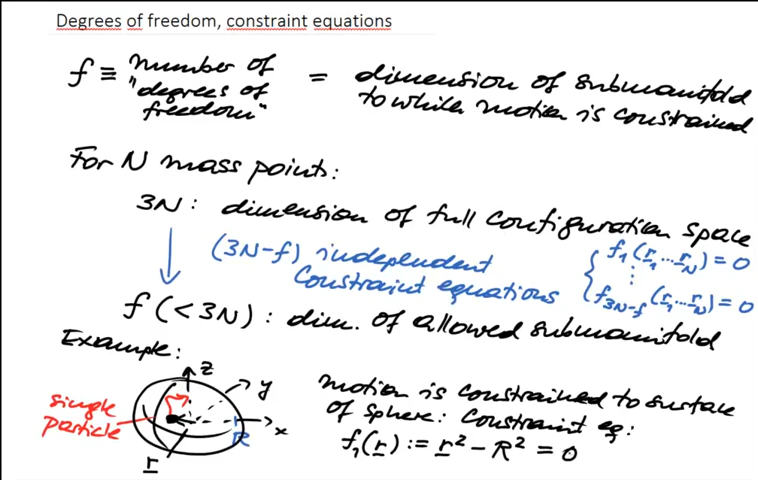 Degrees of freedom, constraint equations
f ≡ number of "degrees of freedom" = dimension of submanifold to which motion is constrained
For N mass points:
3N: dimension of full configuration space
(3N-f) independent constraint equations { f₁(r₁...r_N) = 0
⋮
f_{3N-f}(r₁...r_N) = 0
f (<3N): dim. of allowed submanifold
Example:
single particle
z
y
x
R
r
motion is constrained to surface
of sphere: Constraint eq:
f₁(r) := r² - R² = 0